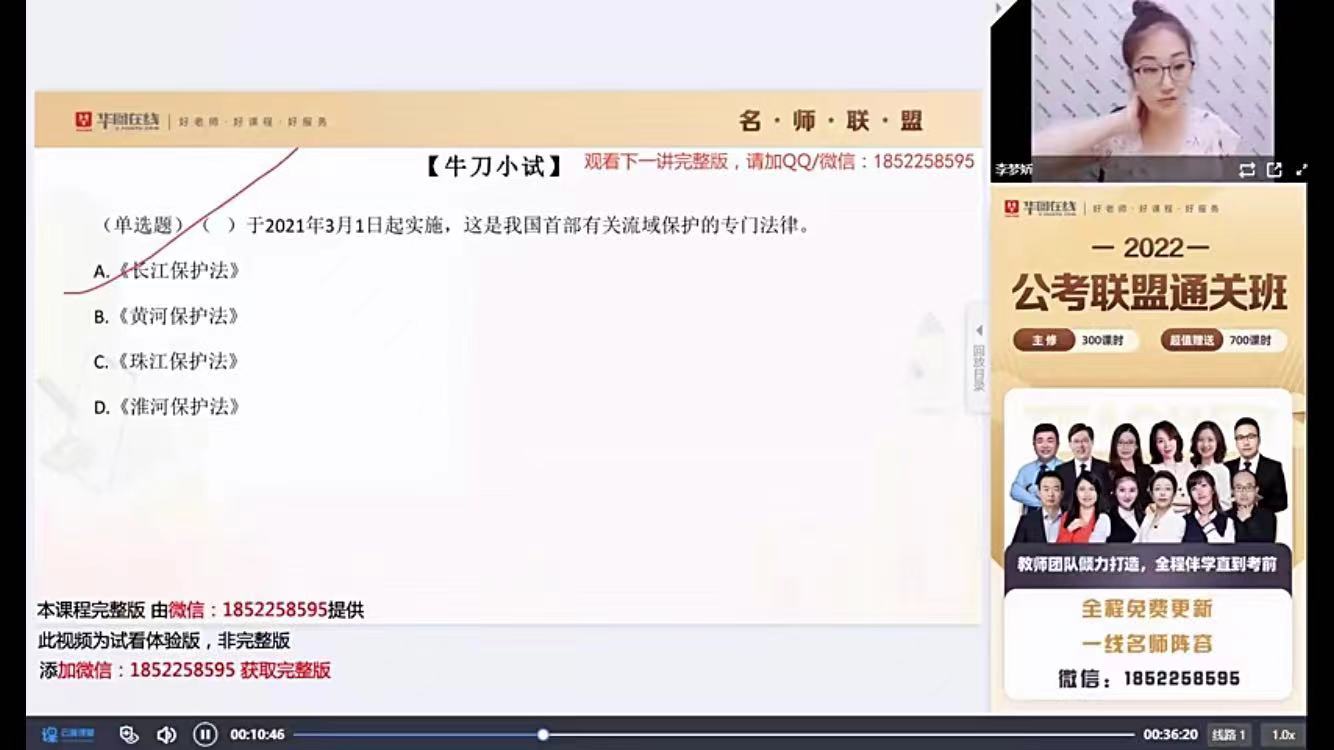 华图在线 | 好老师·好课程·好服务
名·师·联·盟
【牛刀小试】
观看下一讲完整版，请加QQ/微信：1852258595
（单选题）（ ）于2021年3月1日起实施，这是我国首部有关流域保护的专门法律。
A.《长江保护法》
B.《黄河保护法》
C.《珠江保护法》
D.《淮河保护法》
本课程完整版 由微信：1852258595提供
此视频为试看体验版，非完整版
添加微信：1852258595 获取完整版
回放目录
李梦娇
华图在线 | 好老师·好课程·好服务
2022
公考联盟通关班
主修 300课时 超值赠送 700课时
教师团队倾力打造，全程伴学直到考前
全程免费更新
一线名师阵容
微信：1852258595
00:10:46
00:36:20
线路 1
1.0x